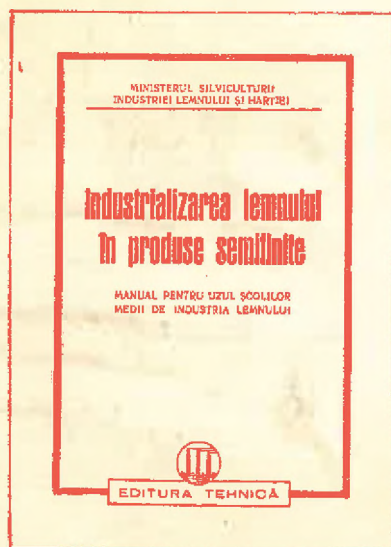 MINISTERUL SILVICULTURII
INDUSTRIEI LEMNULUI ȘI HÂRTIEI
Industrializarea lemnului
în produse semifinite
MANUAL PENTRU UZUL ȘCOLILOR
MEDII DE INDUSTRIA LEMNULUI
EDITURA TEHNICĂ